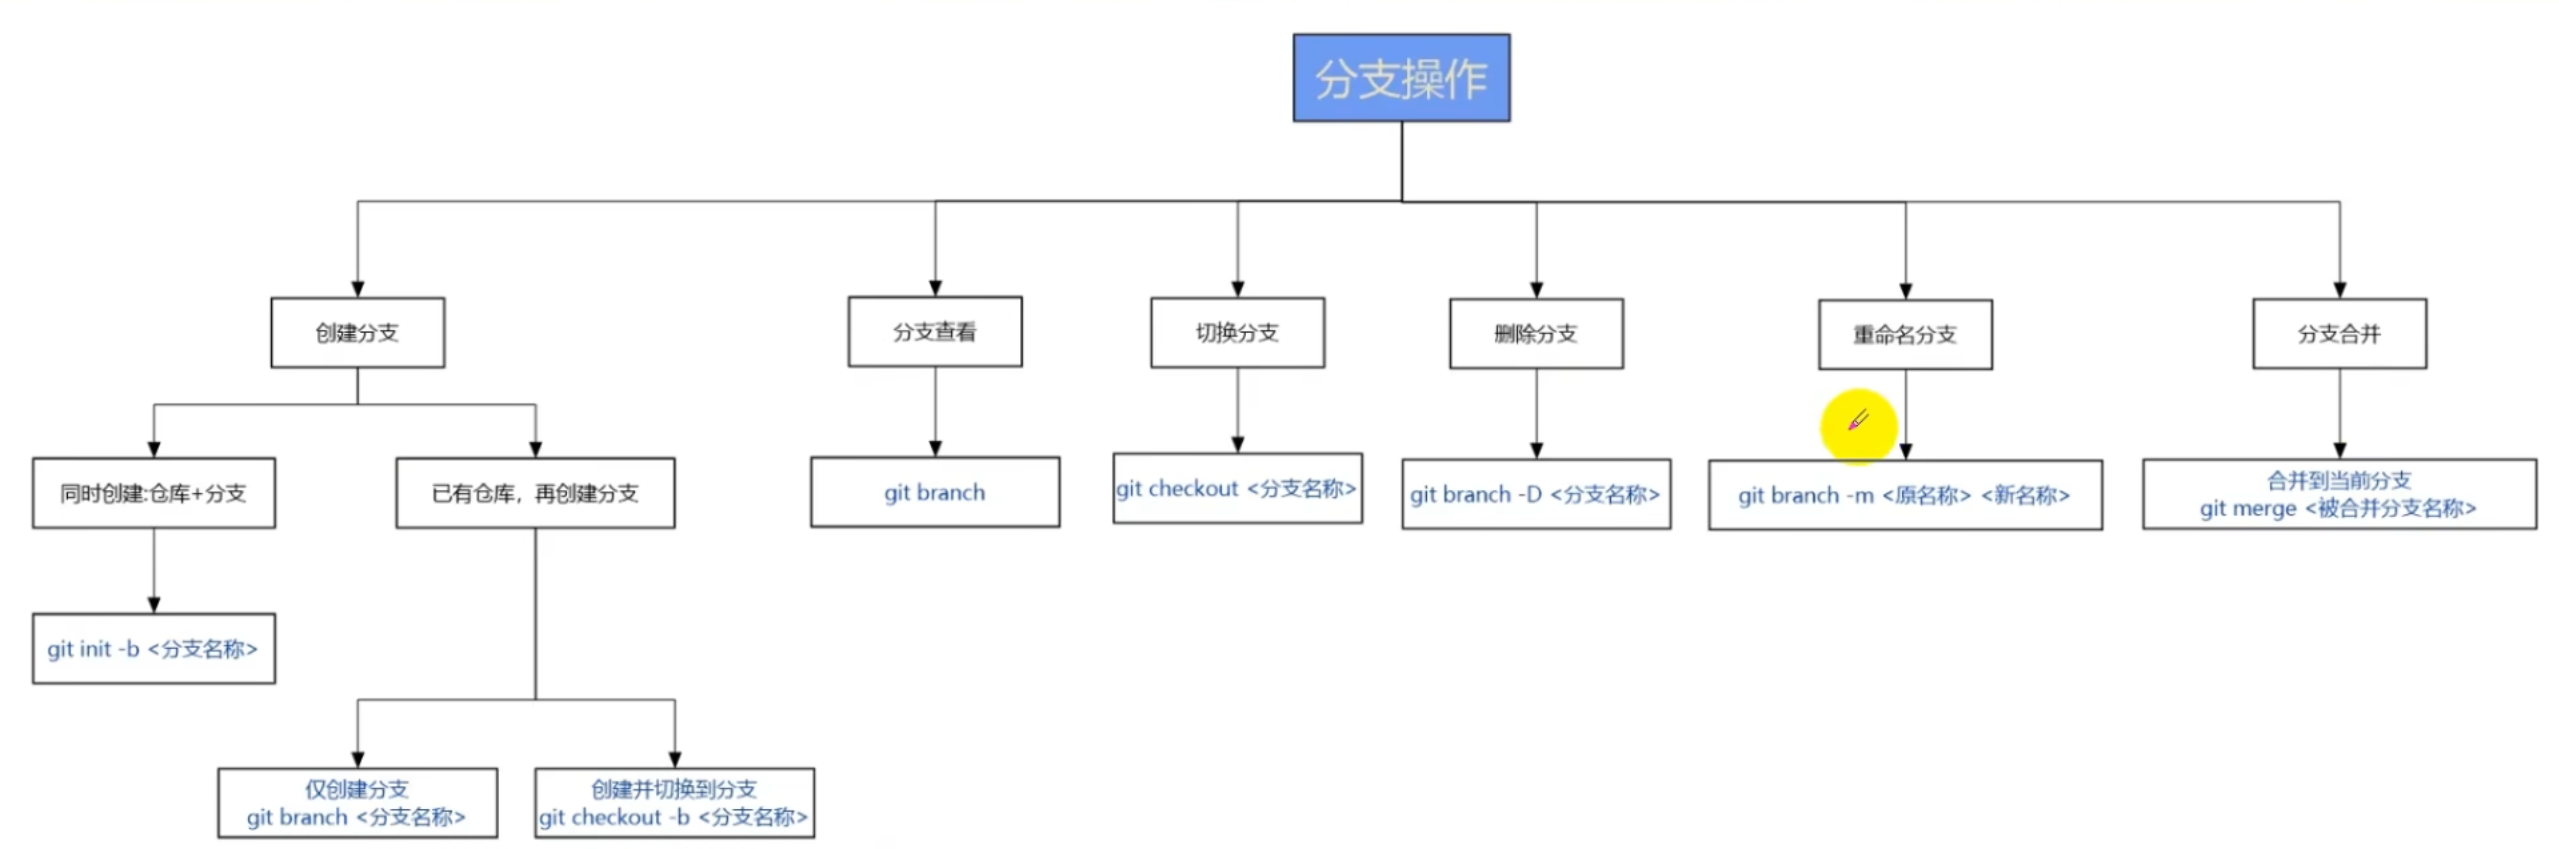 分支操作
创建分支
分支查看
切换分支
删除分支
重命名分支
分支合并
同时创建:仓库+分支
已有仓库，再创建分支
git branch
git checkout <分支名称>
git branch -D <分支名称>
git branch -m <原名称> <新名称>
合并到当前分支
git merge <被合并分支名称>
git init -b <分支名称>
仅创建分支
git branch <分支名称>
创建并切换到分支
git checkout -b <分支名称>